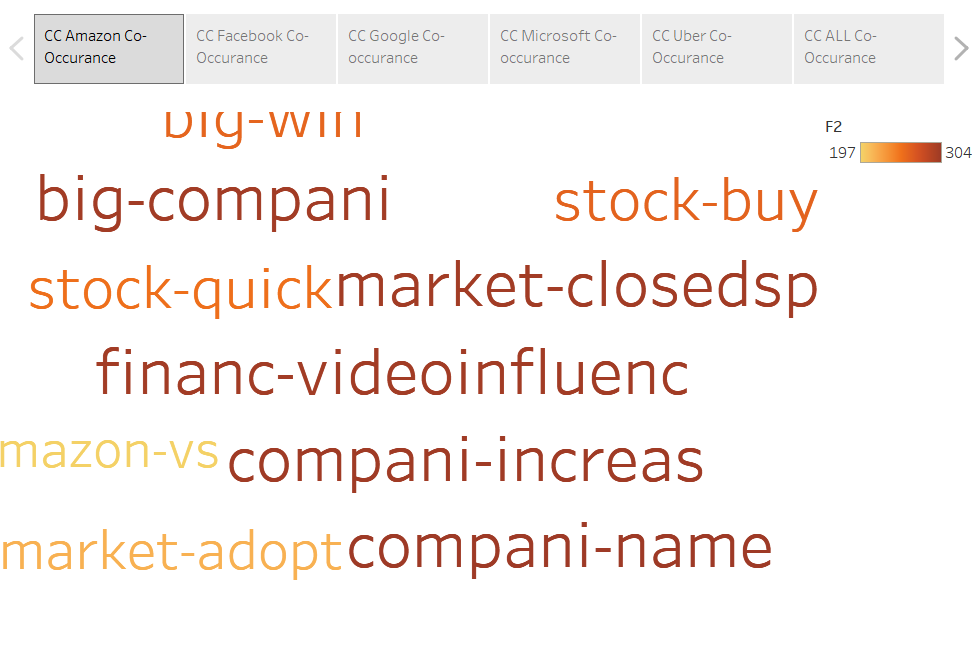 CC Amazon Co-
Occurance
CC Facebook Co-
Occurance
CC Google Co-
occurrance
CC Microsoft Co-
occurrance
CC Uber Co-
Occurance
CC ALL Co-
Occurance
big-win
F2
197 304
big-compani
stock-buy
stock-quick
market-closedsp
financ-videoinfluenc
mazon-vs
compani-increas
market-adopt
compani-name